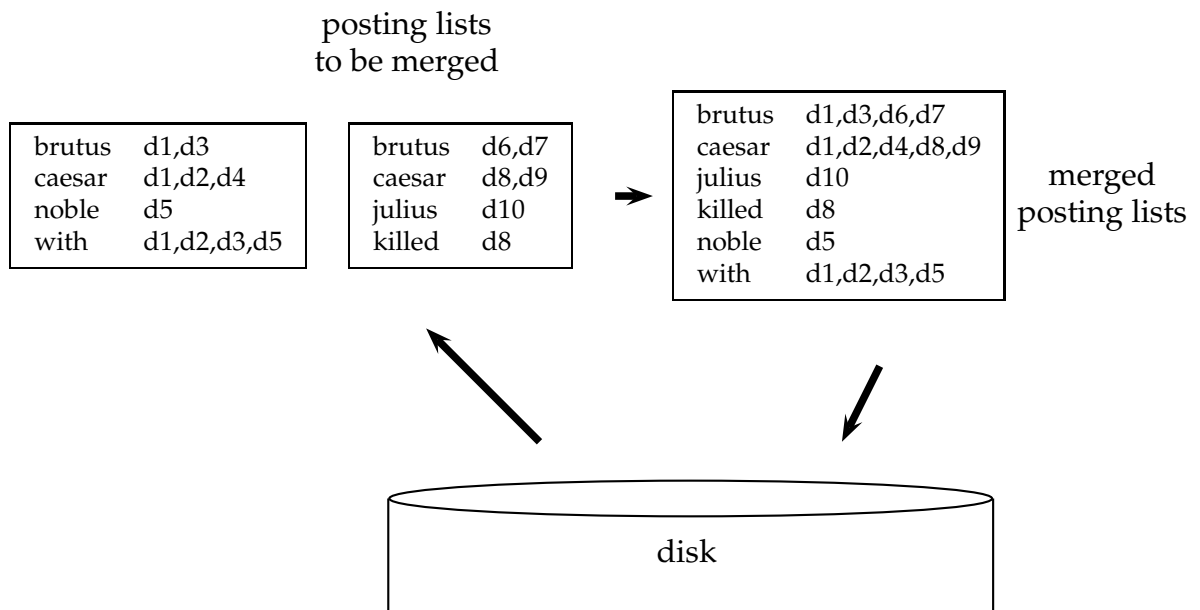 posting lists
to be merged
brutus d1,d3
caesar d1,d2,d4
noble d5
with d1,d2,d3,d5
brutus d6,d7
caesar d8,d9
julius d10
killed d8
brutus d1,d3,d6,d7
caesar d1,d2,d4,d8,d9
julius d10
killed d8
noble d5
with d1,d2,d3,d5
merged
posting lists
disk